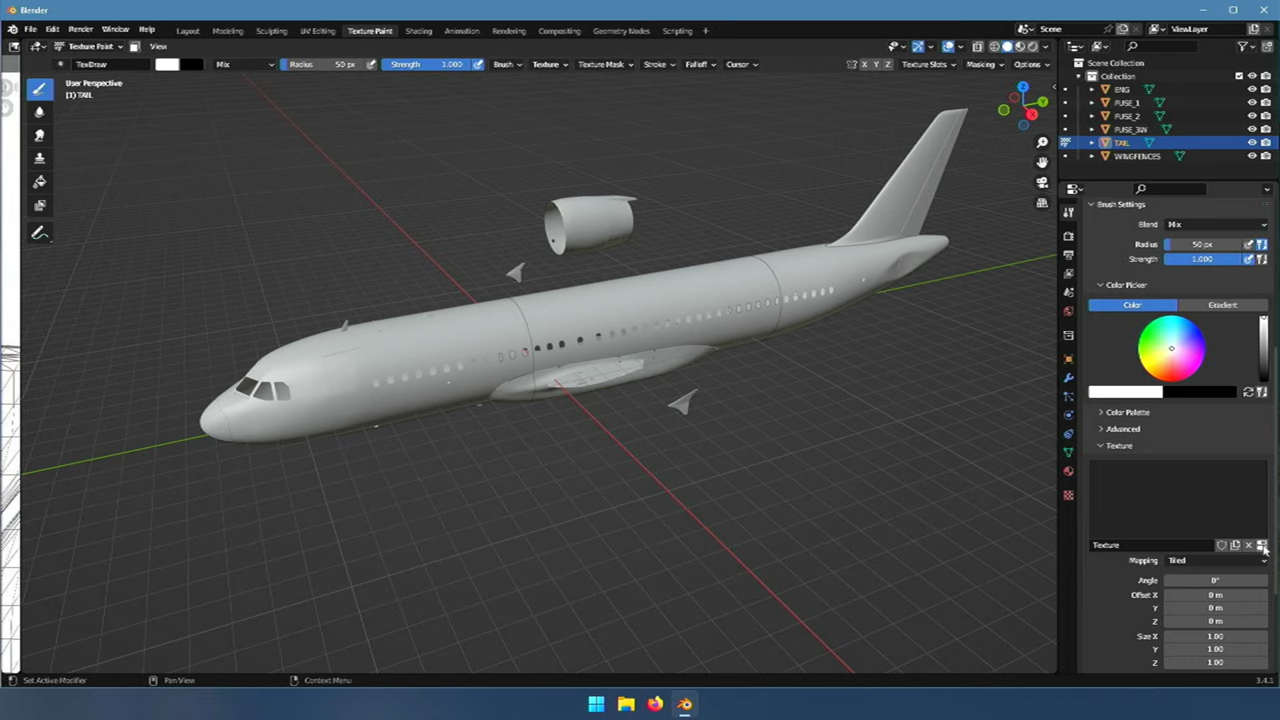 Blender
File Edit Render Window Help Layout Modeling Sculpting UV Editing Texture Paint Shading Animation Rendering Compositing Geometry Nodes Scripting + Scene ViewLayer
Texture Paint View
TexDraw Mix Radius 50 px Strength 1.000 Brush Texture Texture Mask Stroke Falloff Cursor X Y Z Texture Slots Masking Options
User Perspective
(1) TAIL
Scene Collection
Collection
ENG
FUSE_1
FUSE_2
FUSE_3W
TAIL
WINGFENCES
Brush Settings
Blend Mix
Radius 50 px
Strength 1.000
Color Picker
Color Gradient
Color Palette
Advanced
Texture
Texture
Mapping Tiled
Angle 0°
Offset X 0 m
Y 0 m
Z 0 m
Size X 1.00
Y 1.00
Z 1.00
Set Active Modifier Pan View Context Menu 3.4.1